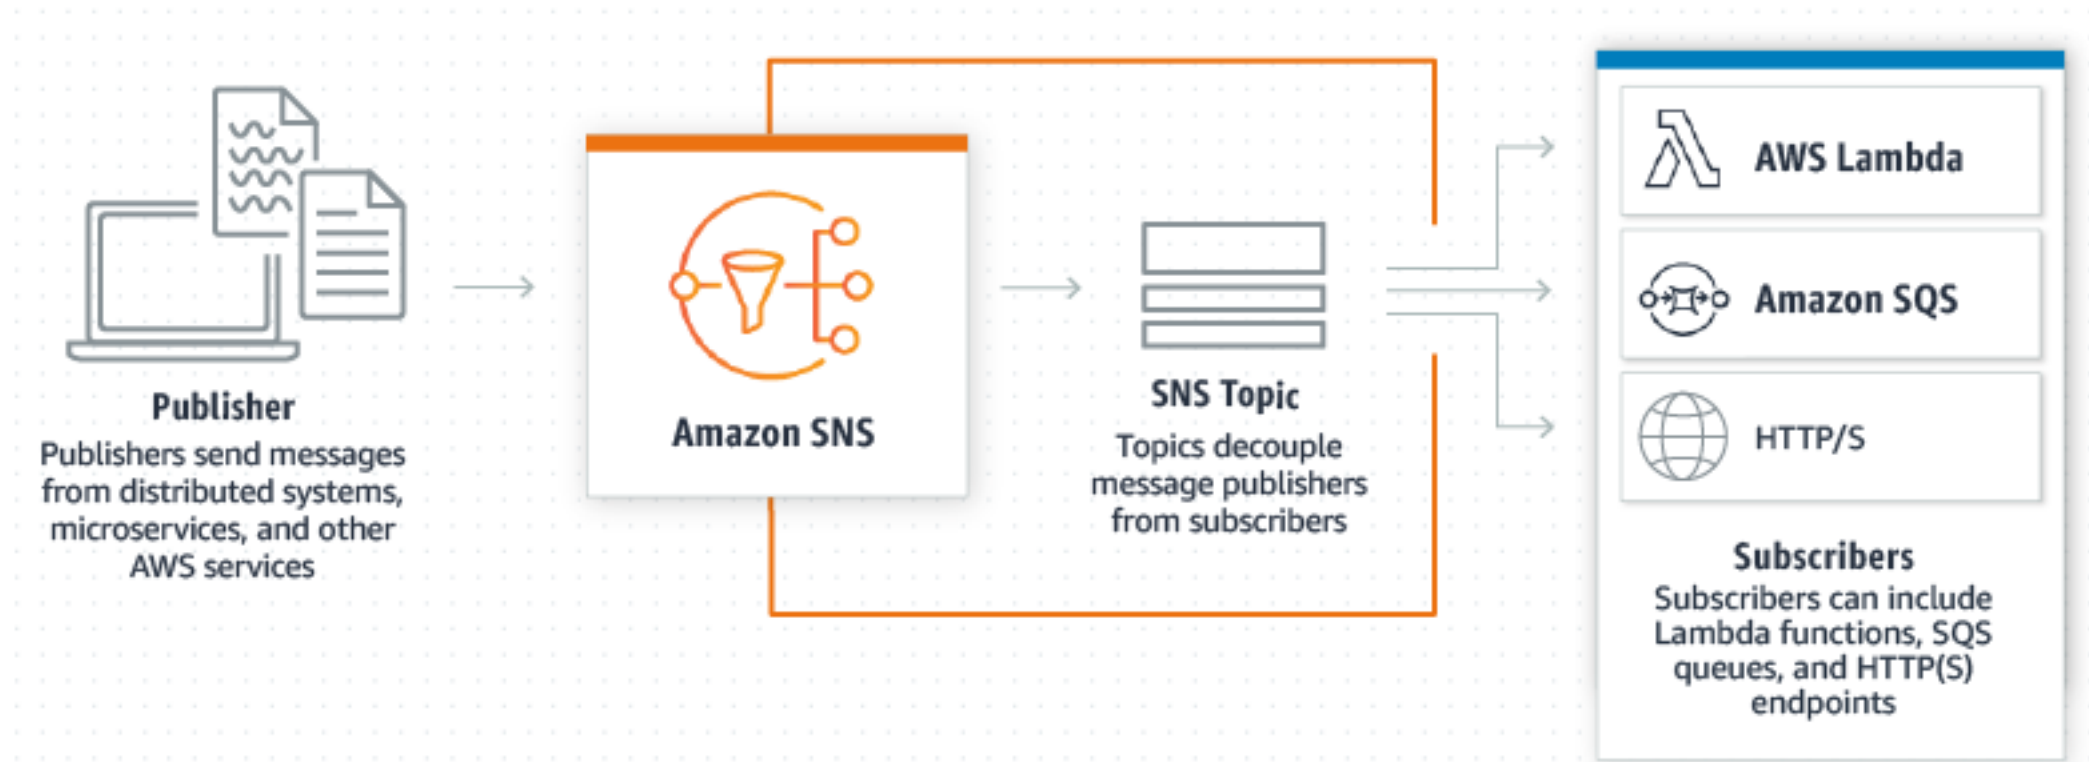 Publisher
Publishers send messages
from distributed systems,
microservices, and other
AWS services
Amazon SNS
SNS Topic
Topics decouple
message publishers
from subscribers
AWS Lambda
Amazon SQS
HTTP/S
Subscribers
Subscribers can include
Lambda functions, SQS
queues, and HTTP(S)
endpoints